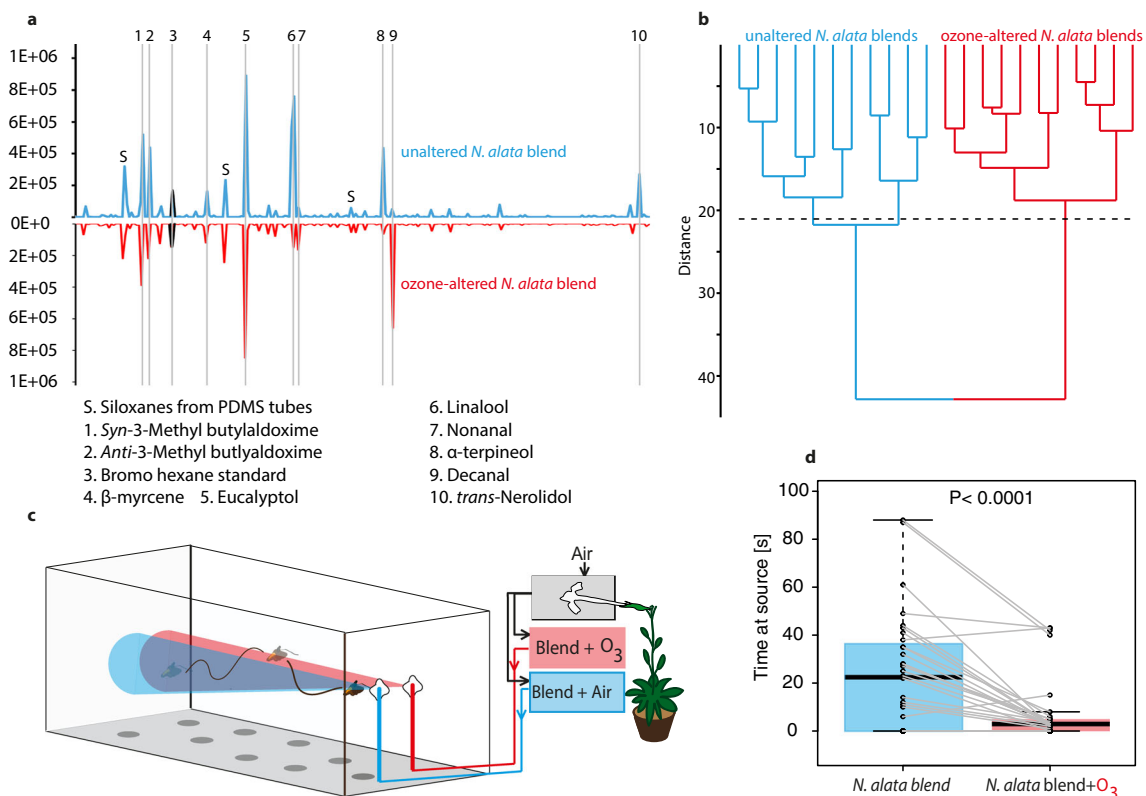 a
1 2 3 4 5 6 7 8 9 10
1E+06
8E+05
6E+05
4E+05
2E+05
0E+0
0E+0
2E+05
4E+05
6E+05
8E+05
1E+06
S
S
S
unaltered N. alata blend
ozone-altered N. alata blend
S. Siloxanes from PDMS tubes
1. Syn-3-Methyl butylaldoxime
2. Anti-3-Methyl butlyaldoxime
3. Bromo hexane standard
4. β-myrcene 5. Eucalyptol
6. Linalool
7. Nonanal
8. α-terpineol
9. Decanal
10. trans-Nerolidol
b
unaltered N. alata blends
ozone-altered N. alata blends
Distance
10
20
30
40
c
Air
Blend + O3
Blend + Air
d
P< 0.0001
Time at source [s]
100
80
60
40
20
0
N. alata blend
N. alata blend+O3